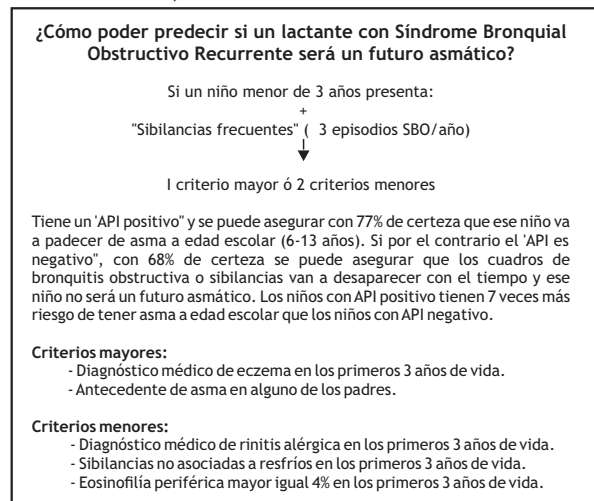 ¿Cómo poder predecir si un lactante con Síndrome Bronquial
Obstructivo Recurrente será un futuro asmático?
Si un niño menor de 3 años presenta:
+
"Sibilancias frecuentes" ( 3 episodios SBO/año)
I criterio mayor ó 2 criterios menores
Tiene un 'API positivo" y se puede asegurar con 77% de certeza que ese niño va
a padecer de asma a edad escolar (6-13 años). Si por el contrario el 'API es
negativo", con 68% de certeza se puede asegurar que los cuadros de
bronquitis obstructiva o sibilancias van a desaparecer con el tiempo y ese
niño no será un futuro asmático. Los niños con API positivo tienen 7 veces más
riesgo de tener asma a edad escolar que los niños con API negativo.
Criterios mayores:
- Diagnóstico médico de eczema en los primeros 3 años de vida.
- Antecedente de asma en alguno de los padres.
Criterios menores:
- Diagnóstico médico de rinitis alérgica en los primeros 3 años de vida.
- Sibilancias no asociadas a resfríos en los primeros 3 años de vida.
- Eosinofilía periférica mayor igual 4% en los primeros 3 años de vida.